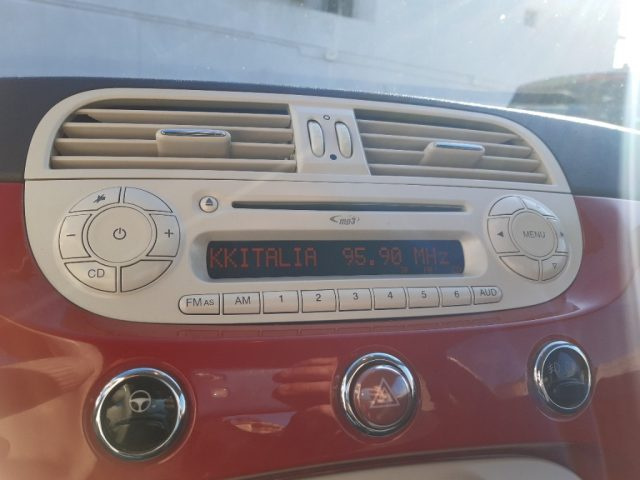 mp3
KKITALIA 95.90 MHz
CD
MENU
FM AS AM 1 2 3 4 5 6 AUD